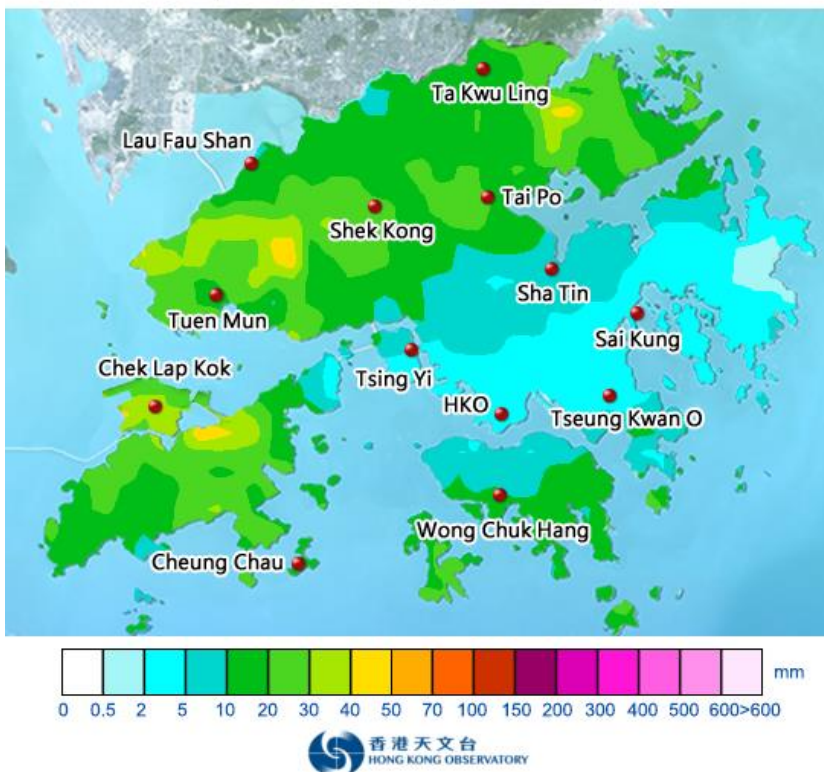 Ta Kwu Ling
Lau Fau Shan
Tai Po
Shek Kong
Sha Tin
Tuen Mun
Sai Kung
Chek Lap Kok
Tsing Yi
HKO
Tseung Kwan O
Wong Chuk Hang
Cheung Chau
mm
0 0.5 2 5 10 20 30 40 50 70 100 150 200 300 400 500 600>600
香港天文台
HONG KONG OBSERVATORY